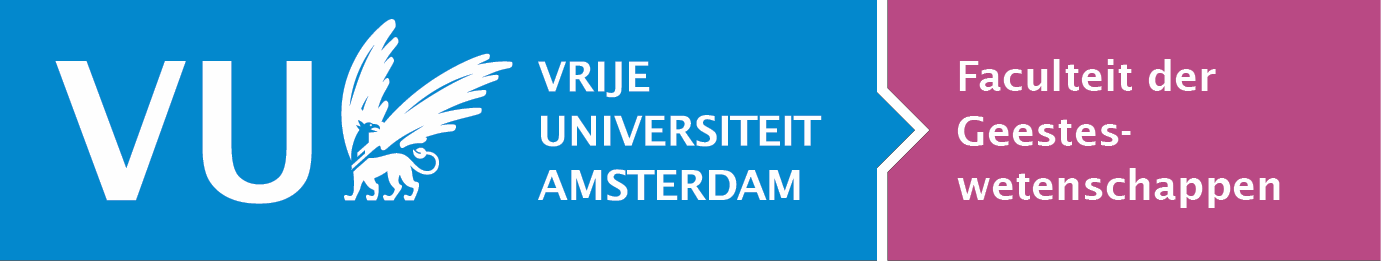 VU
VRIJE
UNIVERSITEIT
AMSTERDAM
Faculteit der
Geestes-
wetenschappen